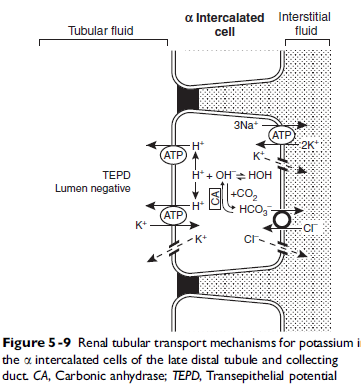 Tubular fluid
α Intercalated
cell
Interstitial
fluid
3Na⁺
ATP
2K⁺
K⁺
H⁺
ATP
TEPD
Lumen negative
H⁺ + OH⁻ ⇌ HOH
CA
+CO₂
HCO₃⁻
H⁺
ATP
K⁺
Cl⁻
K⁺
Cl⁻
Figure 5-9 Renal tubular transport mechanisms for potassium i
the α intercalated cells of the late distal tubule and collecting
duct. CA, Carbonic anhydrase; TEPD, Transepithelial potential